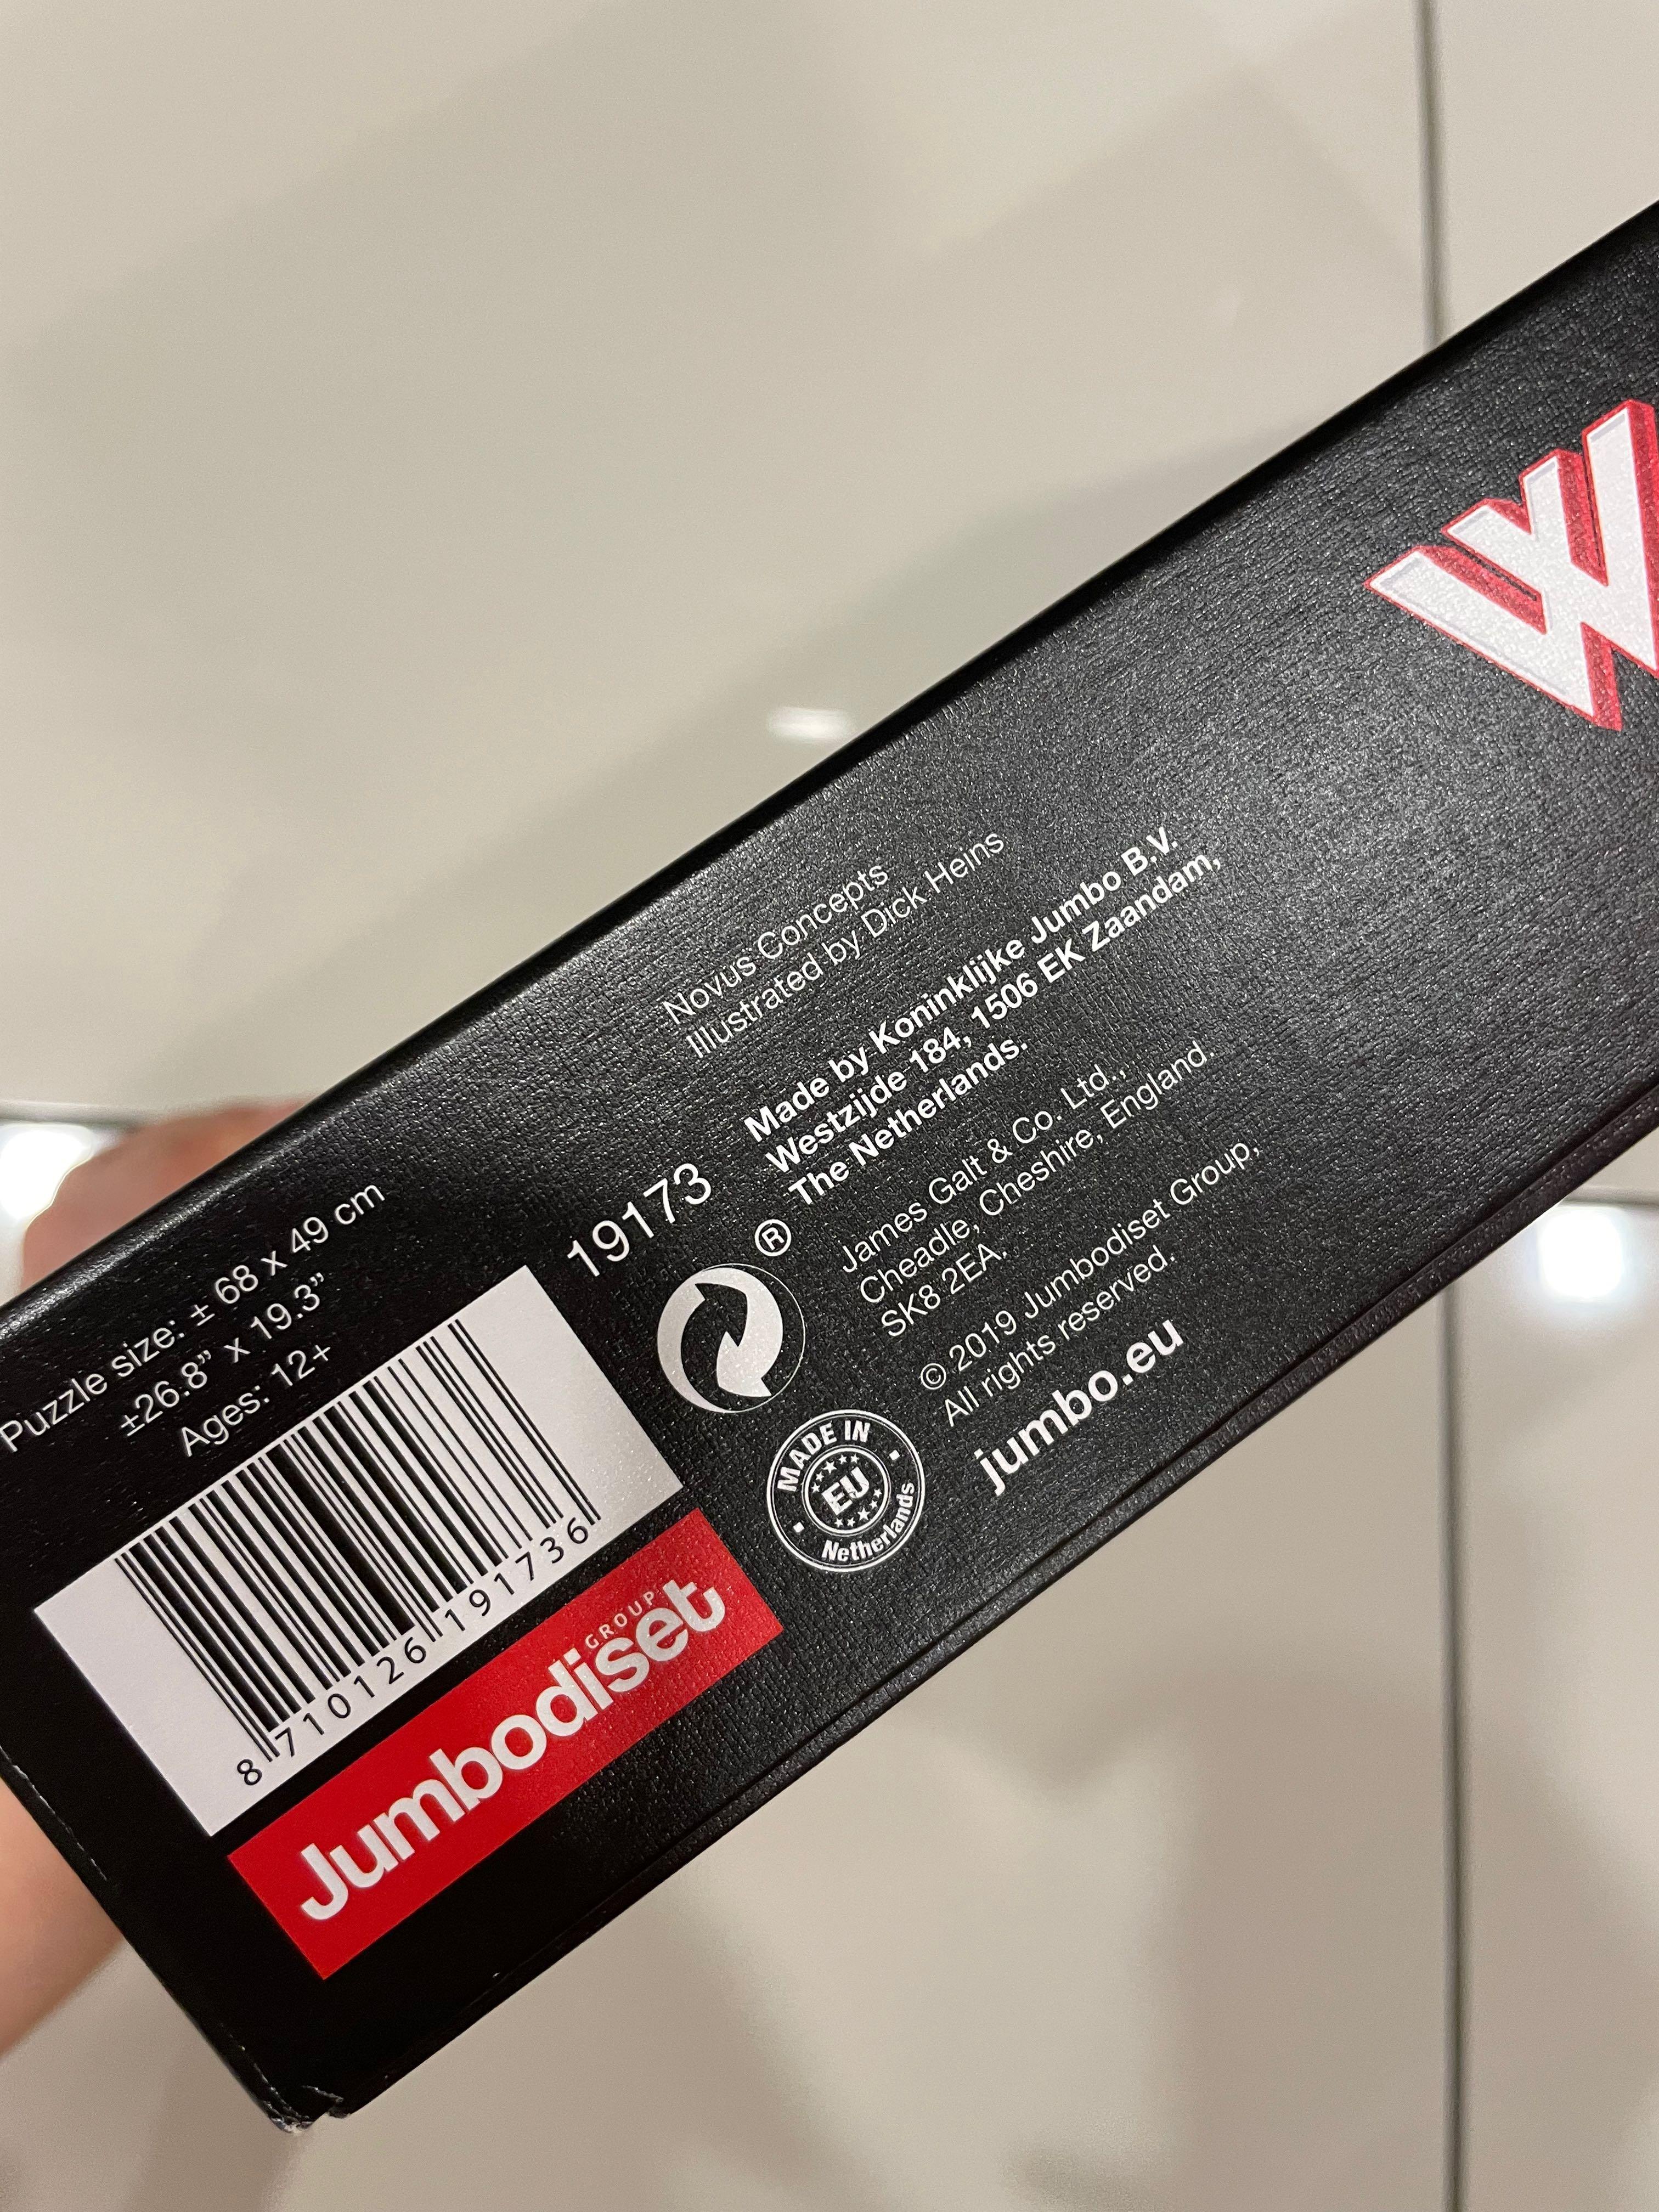 Puzzle size: ± 68 x 49 cm
±26.8” x 19.3”
Ages: 12+
8 710126 191736
Jumbodiset
GROUP
19173
®
MADE IN
EU
Netherlands
Novus Concepts
Illustrated by Dick Heins
Made by Koninklijke Jumbo B.V.
Westzijde 184, 1506 EK Zaandam,
The Netherlands.
James Galt & Co. Ltd.,
Cheadle, Cheshire, England.
SK8 2EA.
© 2019 Jumbodiset Group,
All rights reserved.
jumbo.eu
W